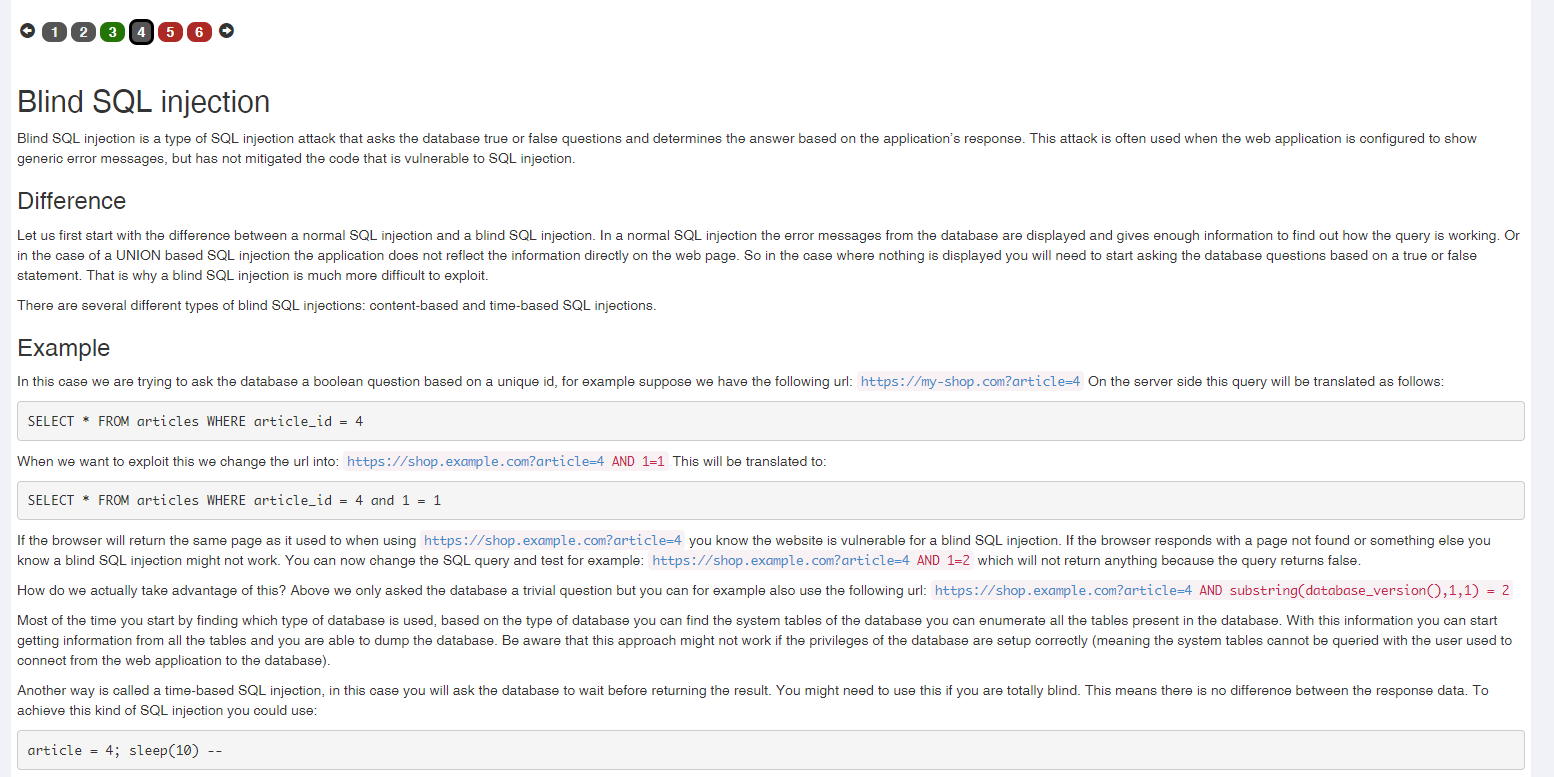 1 2 3 4 5 6
Blind SQL injection
Blind SQL injection is a type of SQL injection attack that asks the database true or false questions and determines the answer based on the application's response. This attack is often used when the web application is configured to show
generic error messages, but has not mitigated the code that is vulnerable to SQL injection.
Difference
Let us first start with the difference between a normal SQL injection and a blind SQL injection. In a normal SQL injection the error messages from the database are displayed and gives enough information to find out how the query is working. Or
in the case of a UNION based SQL injection the application does not reflect the information directly on the web page. So in the case where nothing is displayed you will need to start asking the database questions based on a true or false
statement. That is why a blind SQL injection is much more difficult to exploit.
There are several different types of blind SQL injections: content-based and time-based SQL injections.
Example
In this case we are trying to ask the database a boolean question based on a unique id, for example suppose we have the following url: https://my-shop.com?article=4 On the server side this query will be translated as follows:
SELECT * FROM articles WHERE article_id = 4
When we want to exploit this we change the url into: https://shop.example.com?article=4 AND 1=1 This will be translated to:
SELECT * FROM articles WHERE article_id = 4 and 1 = 1
If the browser will return the same page as it used to when using https://shop.example.com?article=4 you know the website is vulnerable for a blind SQL injection. If the browser responds with a page not found or something else you
know a blind SQL injection might not work. You can now change the SQL query and test for example: https://shop.example.com?article=4 AND 1=2 which will not return anything because the query returns false.
How do we actually take advantage of this? Above we only asked the database a trivial question but you can for example also use the following url: https://shop.example.com?article=4 AND substring(database_version(),1,1) = 2
Most of the time you start by finding which type of database is used, based on the type of database you can find the system tables of the database you can enumerate all the tables present in the database. With this information you can start
getting information from all the tables and you are able to dump the database. Be aware that this approach might not work if the privileges of the database are setup correctly (meaning the system tables cannot be queried with the user used to
connect from the web application to the database).
Another way is called a time-based SQL injection, in this case you will ask the database to wait before returning the result. You might need to use this if you are totally blind. This means there is no difference between the response data. To
achieve this kind of SQL injection you could use:
article = 4; sleep(10) --